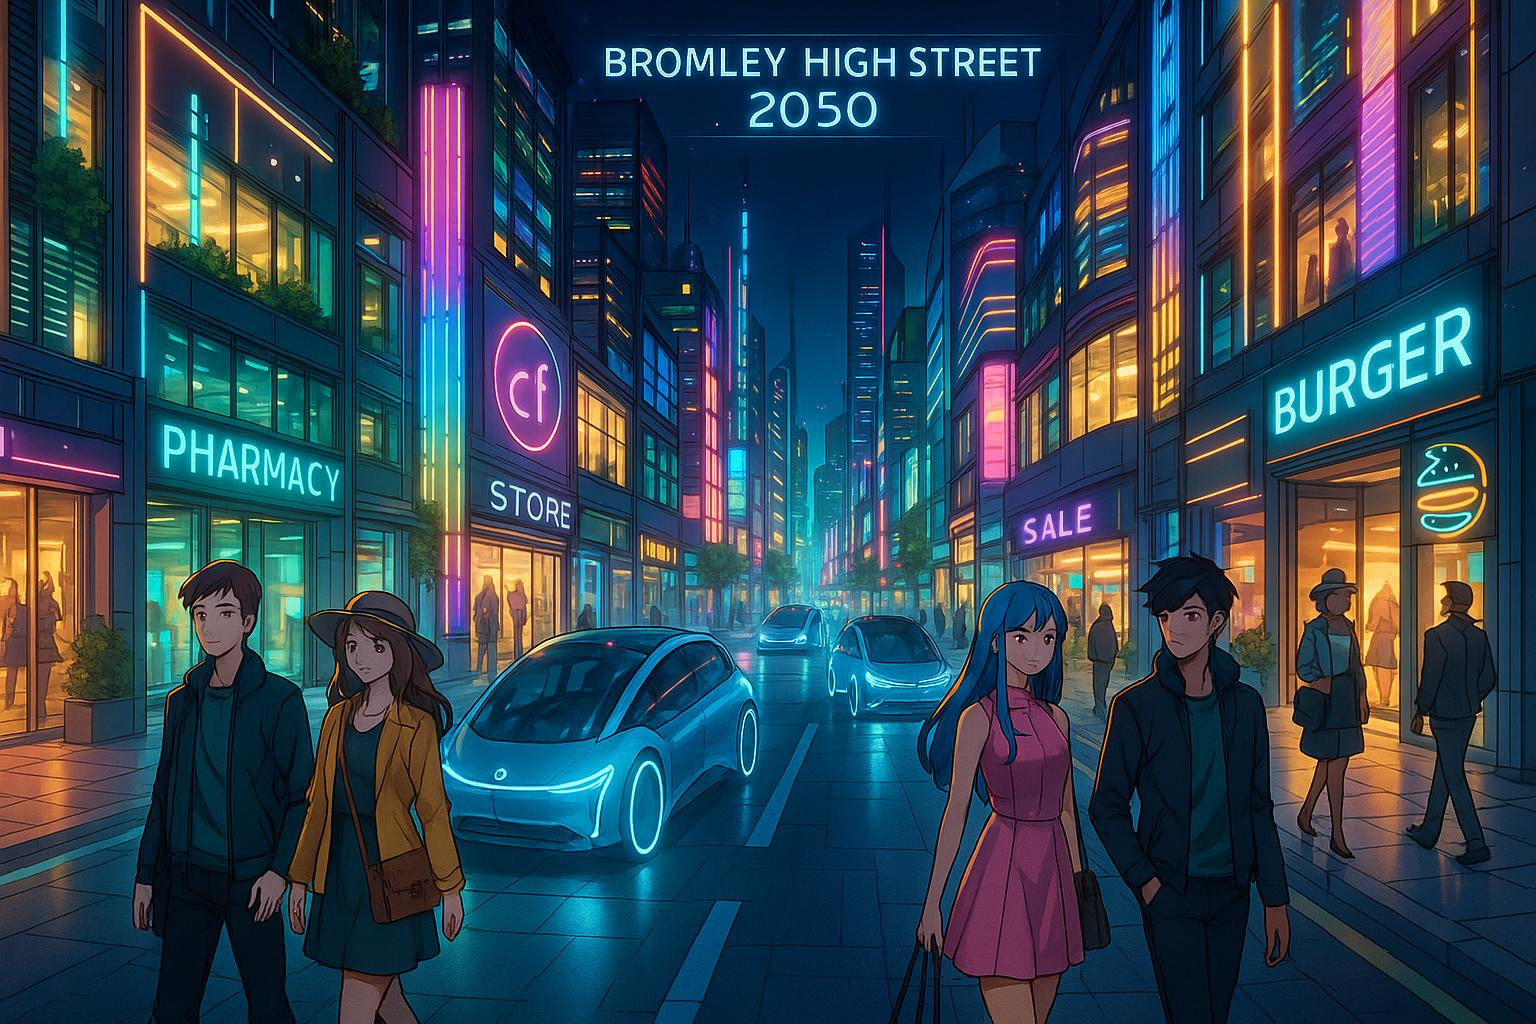 BROMLEY HIGH STREET
2050
PHARMACY
cf
STORE
SALE
BURGER